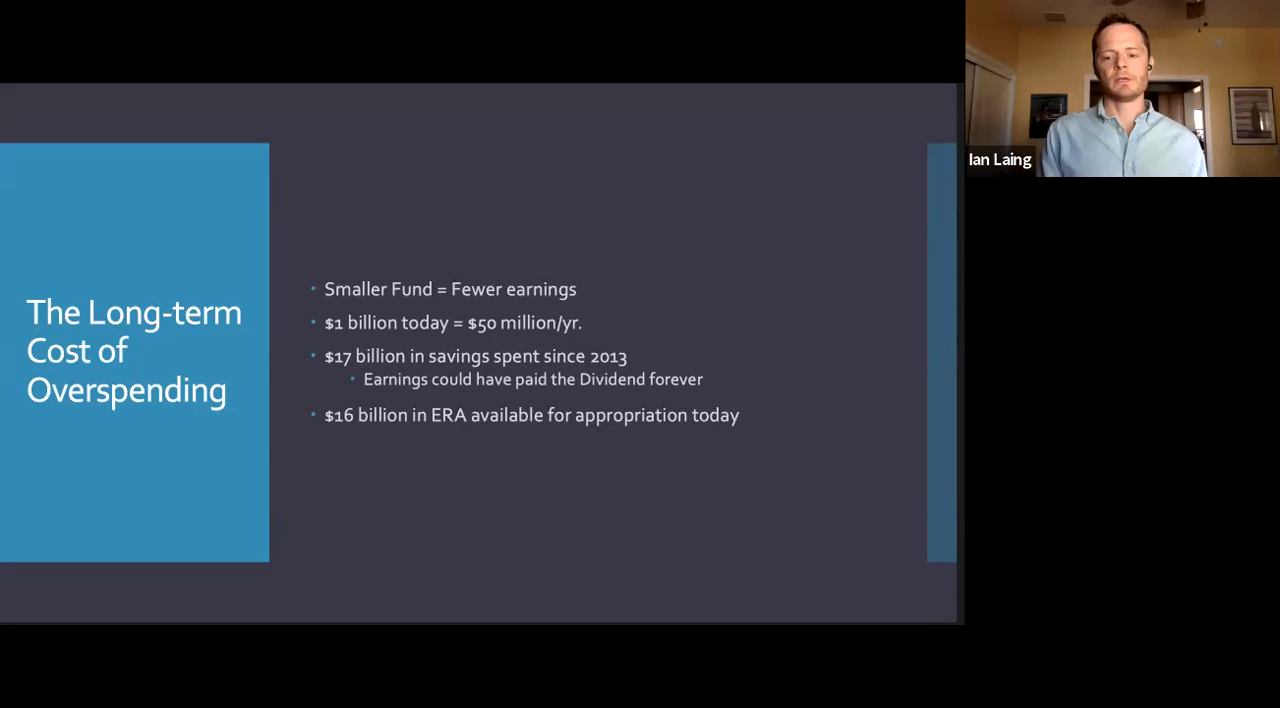 The Long-term
Cost of
Overspending
Smaller Fund = Fewer earnings
$1 billion today = $50 million/yr.
$17 billion in savings spent since 2013
Earnings could have paid the Dividend forever
$16 billion in ERA available for appropriation today
Ian Laing